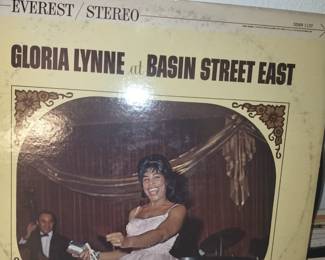 EVEREST / STEREO
GLORIA LYNNE at BASIN STREET EAST